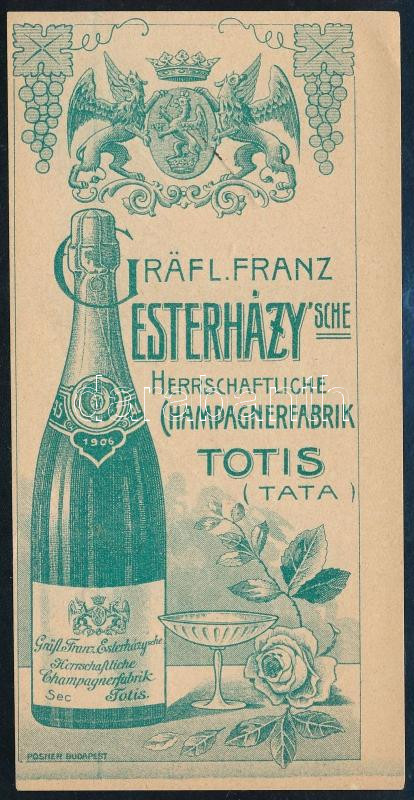 GRÄFL. FRANZ
ESTERHÁZY'SCHE
HERRSCHAFTLICHE
CHAMPAGNERFABRIK
TOTIS
(TATA)
1906
Gräfl. Franz Esterházy'sche
Herrschaftliche
Champagnerfabrik
Sec Totis.
POSNER BUDAPEST
darabanth